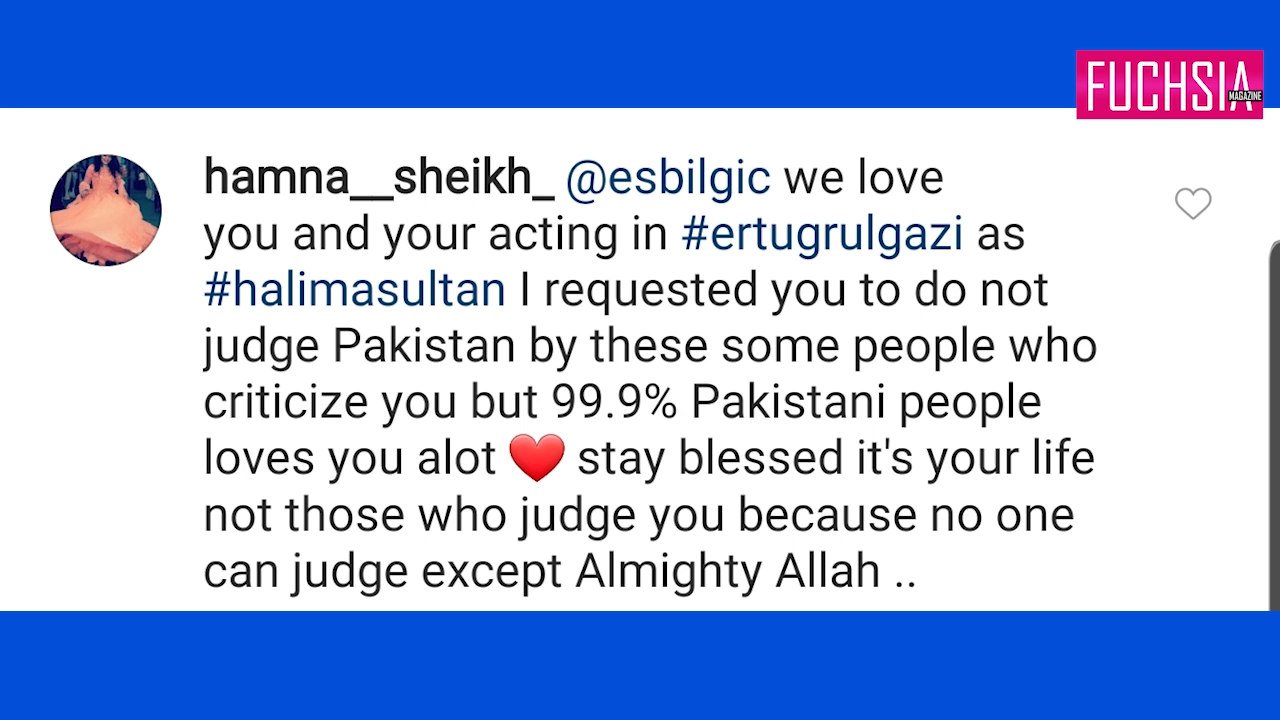 FUCHSIA
MAGAZINE
hamna__sheikh_ @esbilgic we love
you and your acting in #ertugrulgazi as
#halimasultan I requested you to do not
judge Pakistan by these some people who
criticize you but 99.9% Pakistani people
loves you alot ❤️ stay blessed it's your life
not those who judge you because no one
can judge except Almighty Allah ..